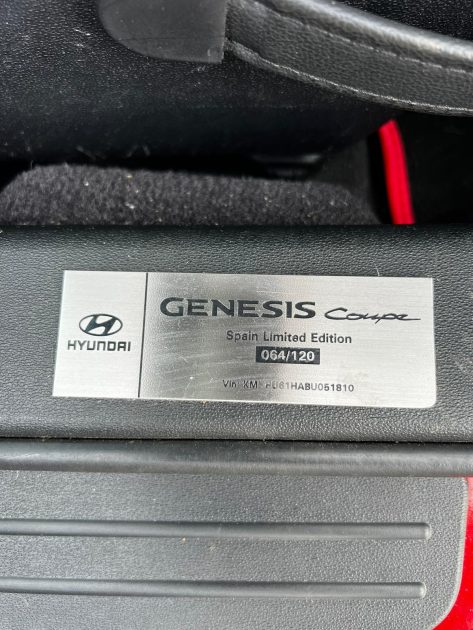 HYUNDAI
GENESIS Coupe
Spain Limited Edition
064/120